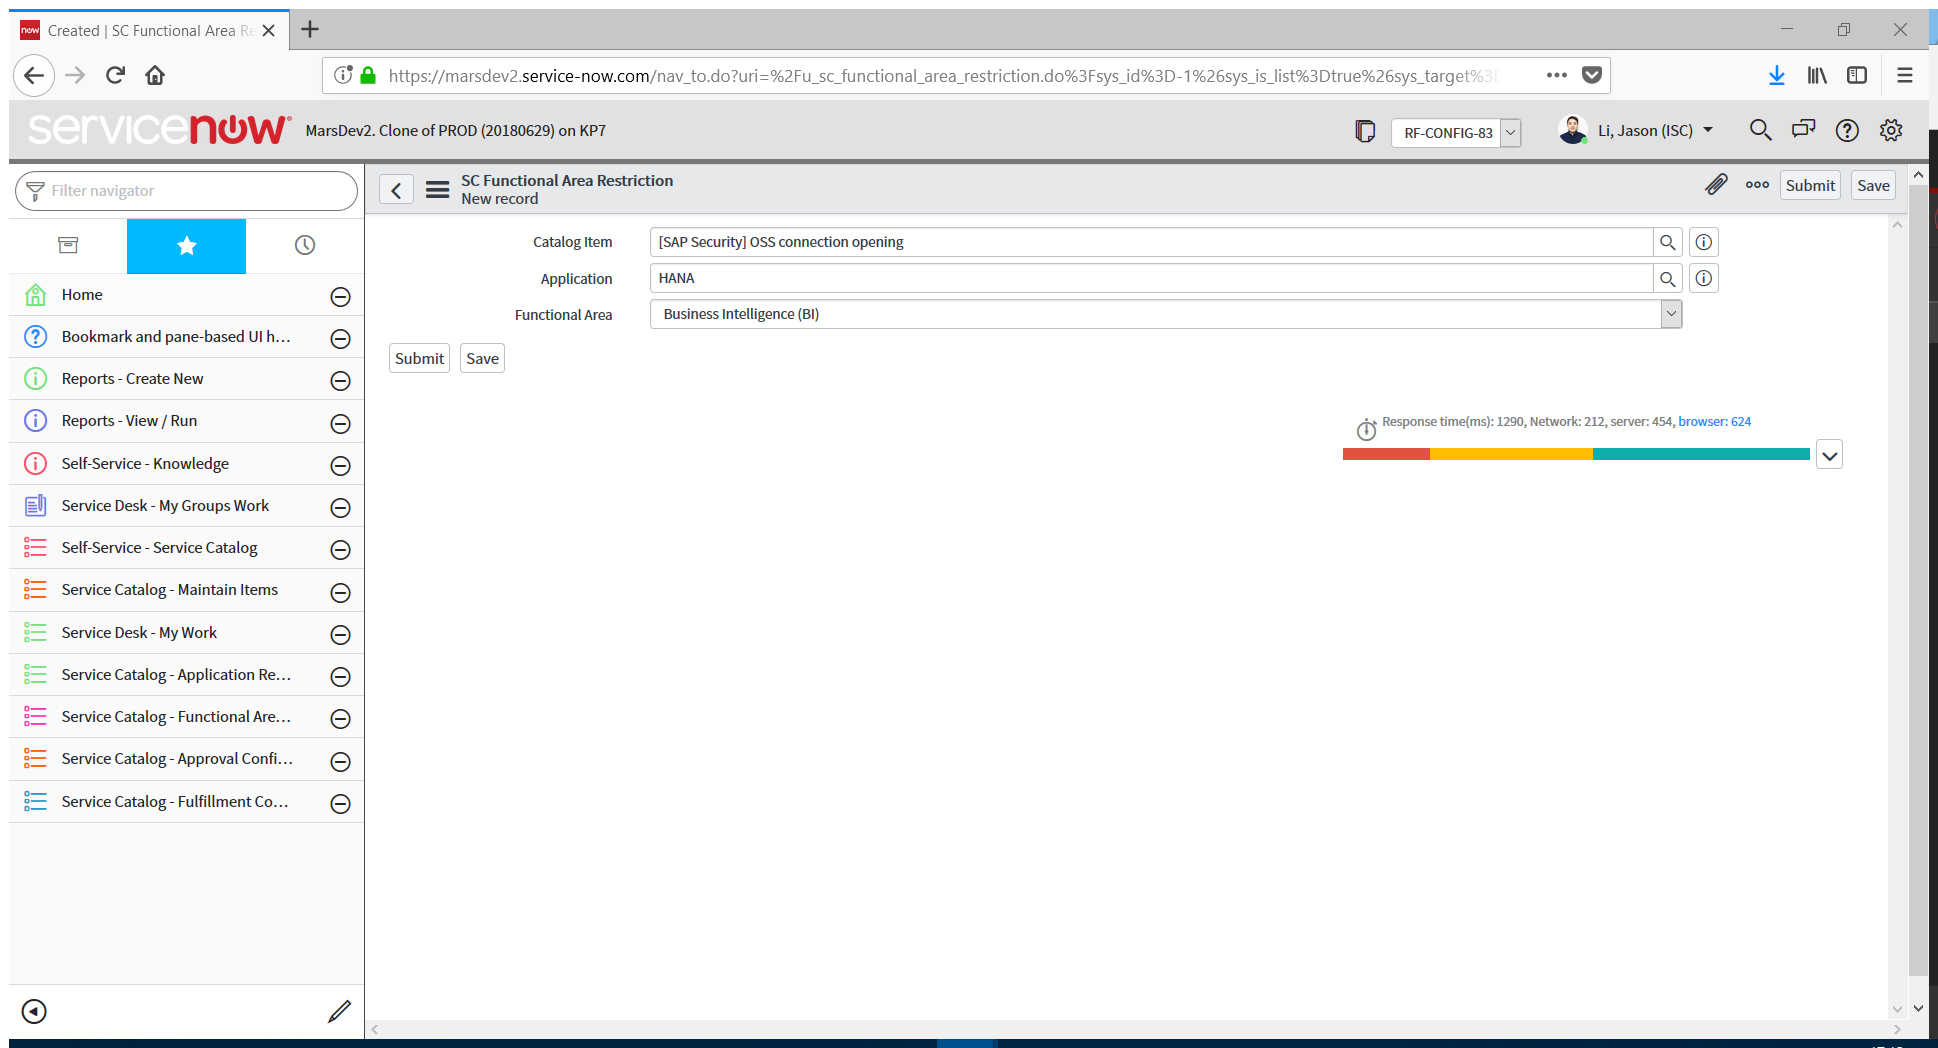 now Created | SC Functional Area Re
https://marsdev2.service-now.com/nav_to.do?uri=%2Fu_sc_functional_area_restriction.do%3Fsys_id%3D-1%26sys_is_list%3Dtrue%26sys_target%3D
servicenow MarsDev2. Clone of PROD (20180629) on KP7 RF-CONFIG-83 Li, Jason (ISC)
Filter navigator
Home
Bookmark and pane-based UI h...
Reports - Create New
Reports - View / Run
Self-Service - Knowledge
Service Desk - My Groups Work
Self-Service - Service Catalog
Service Catalog - Maintain Items
Service Desk - My Work
Service Catalog - Application Re...
Service Catalog - Functional Are...
Service Catalog - Approval Confi...
Service Catalog - Fulfillment Co...
SC Functional Area Restriction
New record
Submit Save
Catalog Item [SAP Security] OSS connection opening
Application HANA
Functional Area Business Intelligence (BI)
Submit Save
Response time(ms): 1290, Network: 212, server: 454, browser: 624